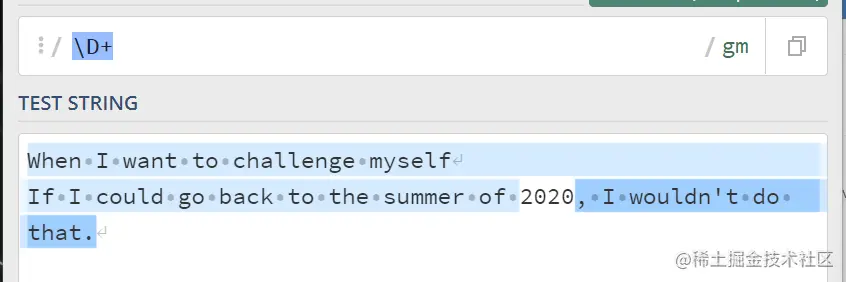 / \D+ / gm
TEST STRING
When I want to challenge myself
If I could go back to the summer of 2020, I wouldn't do
that.
@稀土掘金技术社区